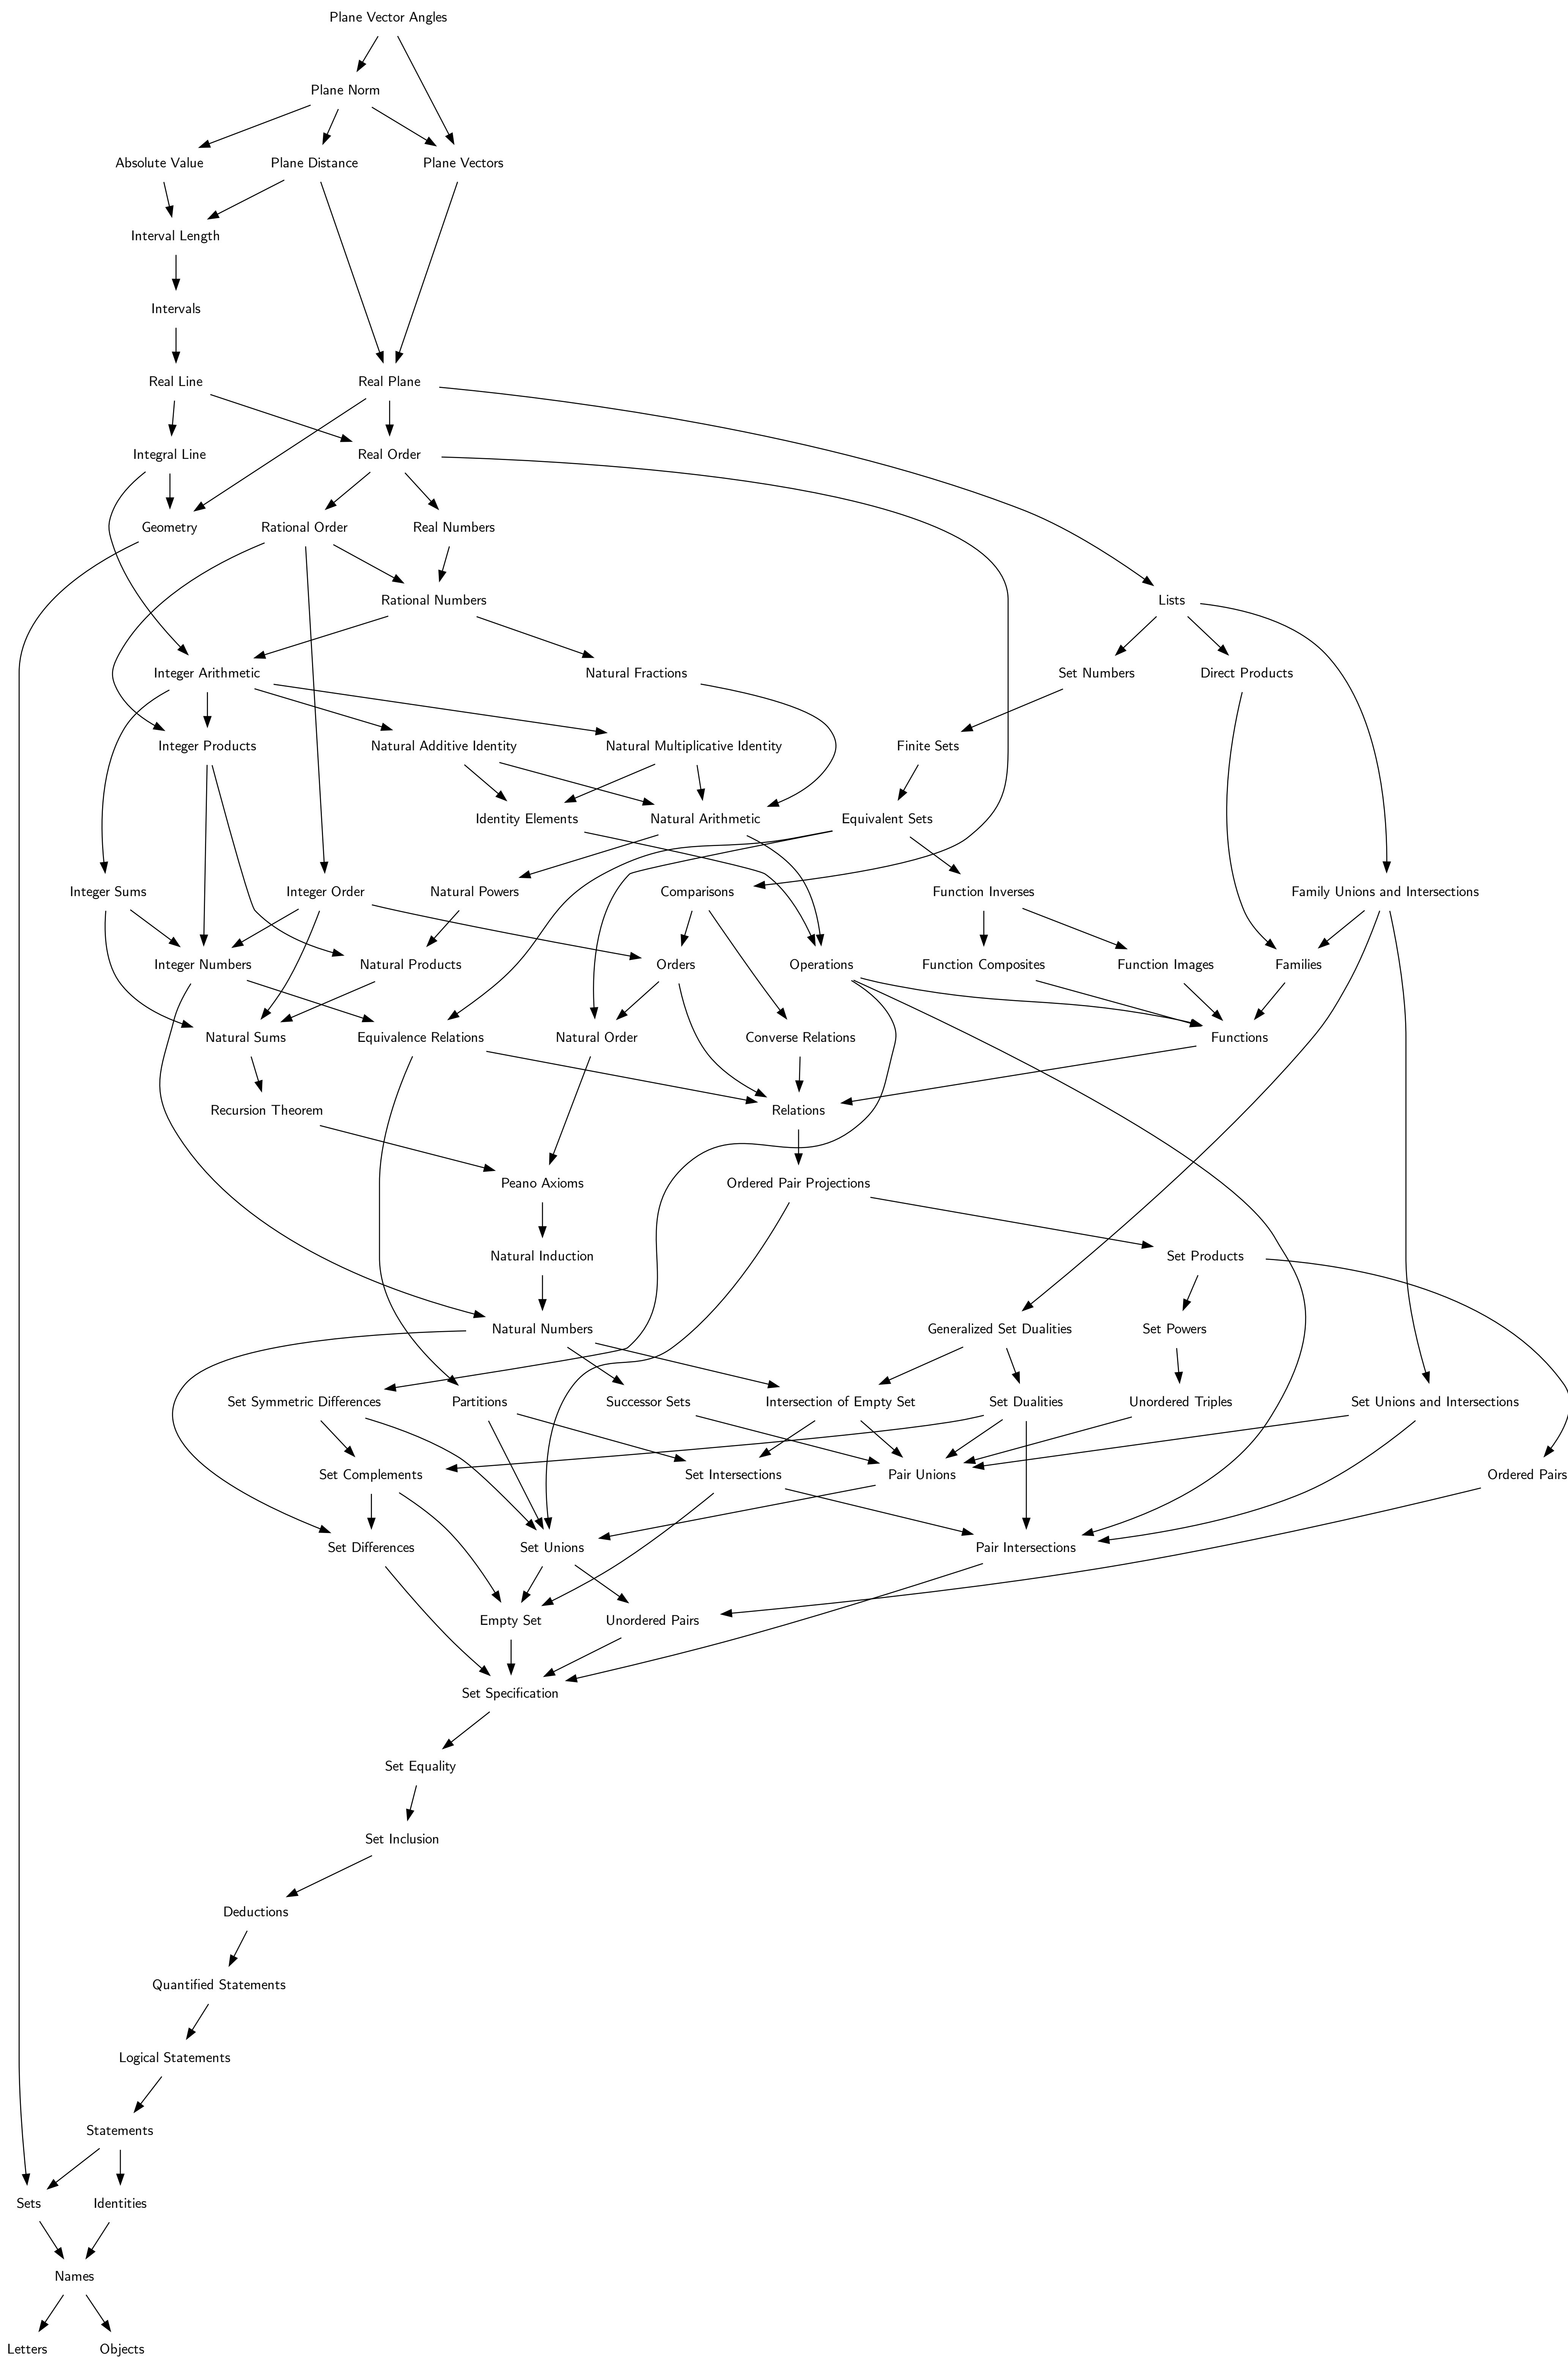 Plane Vector Angles
Plane Norm
Absolute Value
Plane Distance
Plane Vectors
Interval Length
Intervals
Real Line
Real Plane
Integral Line
Real Order
Geometry
Rational Order
Real Numbers
Rational Numbers
Lists
Integer Arithmetic
Natural Fractions
Set Numbers
Direct Products
Integer Products
Natural Additive Identity
Natural Multiplicative Identity
Finite Sets
Identity Elements
Natural Arithmetic
Equivalent Sets
Integer Sums
Integer Order
Natural Powers
Comparisons
Function Inverses
Family Unions and Intersections
Integer Numbers
Natural Products
Orders
Operations
Function Composites
Function Images
Families
Natural Sums
Equivalence Relations
Natural Order
Converse Relations
Functions
Recursion Theorem
Relations
Peano Axioms
Ordered Pair Projections
Natural Induction
Set Products
Natural Numbers
Generalized Set Dualities
Set Powers
Set Symmetric Differences
Partitions
Successor Sets
Intersection of Empty Set
Set Dualities
Unordered Triples
Set Unions and Intersections
Set Complements
Set Intersections
Pair Unions
Ordered Pairs
Set Differences
Set Unions
Pair Intersections
Empty Set
Unordered Pairs
Set Specification
Set Equality
Set Inclusion
Deductions
Quantified Statements
Logical Statements
Statements
Sets
Identities
Names
Letters
Objects